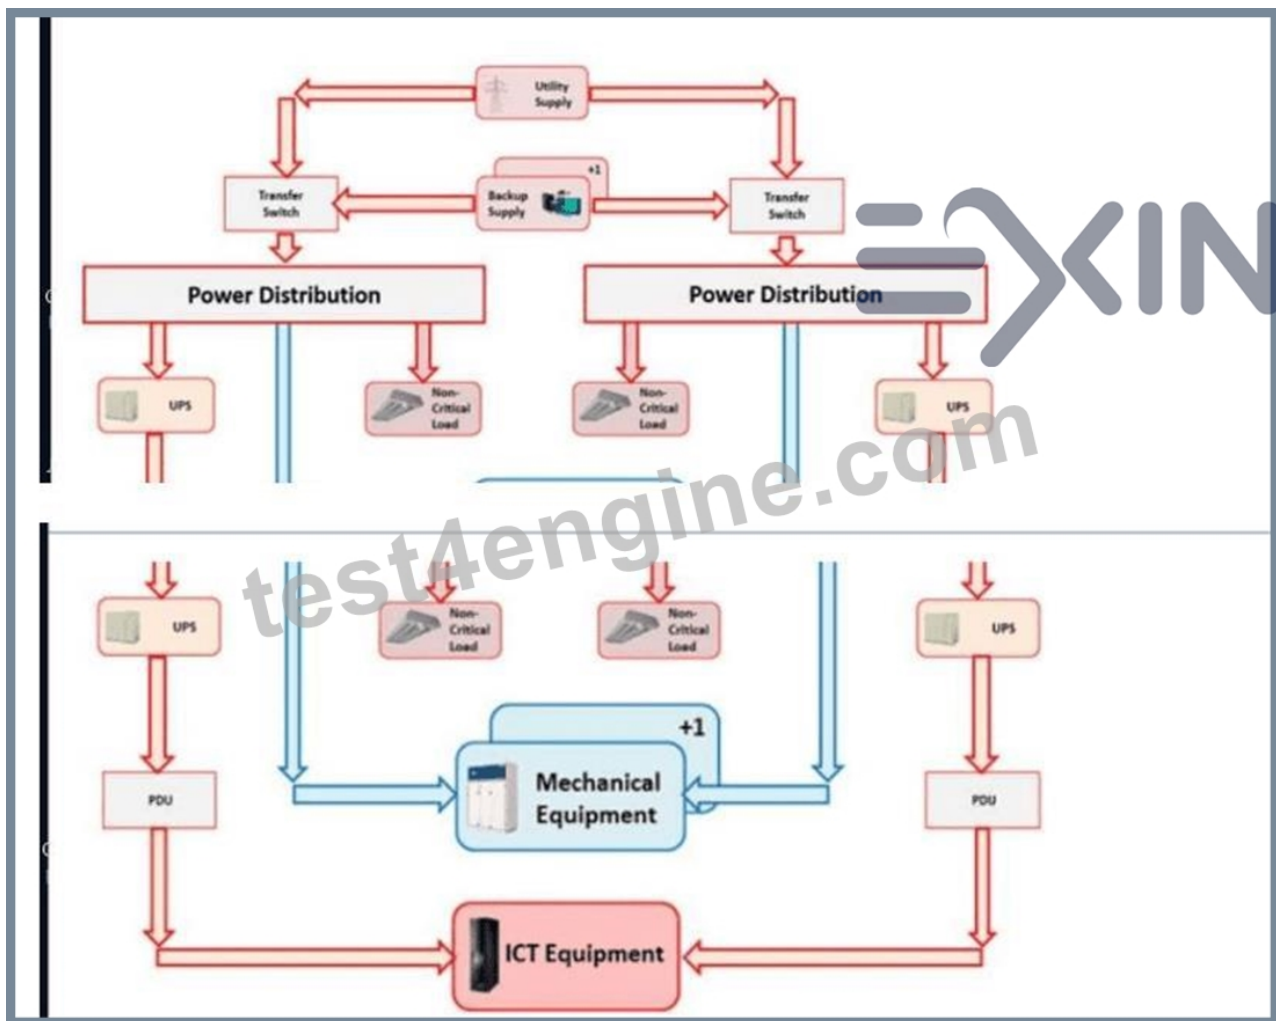 Utility
Supply
+1
Transfer
Switch
Backup
Supply
Transfer
Switch
EXIN
Power Distribution
Power Distribution
UPS
Non-
Critical
Load
Non-
Critical
Load
UPS
test4engine.com
UPS
Non-
Critical
Load
Non-
Critical
Load
UPS
+1
Mechanical
Equipment
PDU
PDU
ICT Equipment